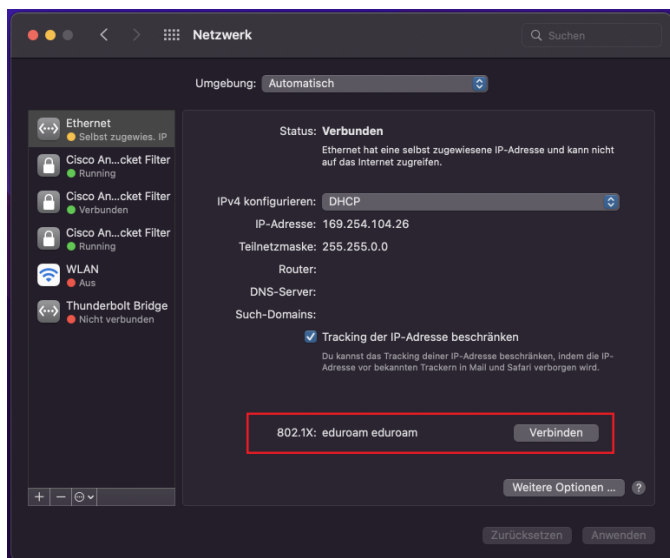 Netzwerk
Suchen
Umgebung: Automatisch
Ethernet
Selbst zugewies. IP
Cisco An...cket Filter
Running
Cisco An...cket Filter
Verbunden
Cisco An...cket Filter
Running
WLAN
Aus
Thunderbolt Bridge
Nicht verbunden
Status: Verbunden
Ethernet hat eine selbst zugewiesene IP-Adresse und kann nicht
auf das Internet zugreifen.
IPv4 konfigurieren: DHCP
IP-Adresse: 169.254.104.26
Teilnetzmaske: 255.255.0.0
Router:
DNS-Server:
Such-Domains:
Tracking der IP-Adresse beschränken
Du kannst das Tracking deiner IP-Adresse beschränken, indem die IP-
Adresse vor bekannten Trackern in Mail und Safari verborgen wird.
802.1X: eduroam eduroam Verbinden
Weitere Optionen ... ?
Zurücksetzen Anwenden